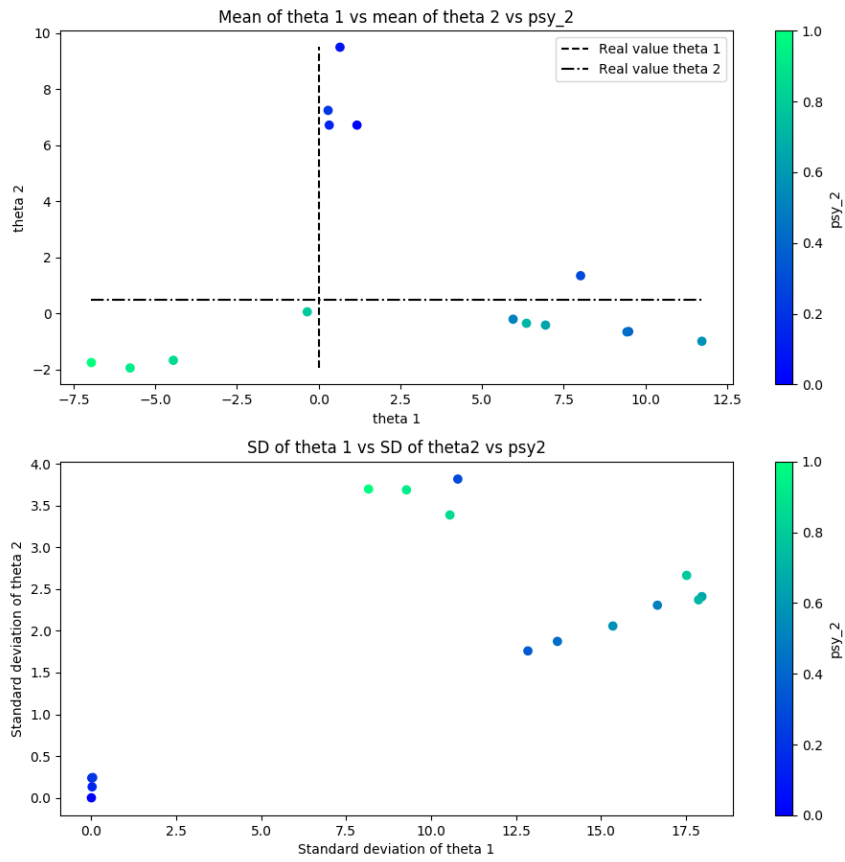 Mean of theta 1 vs mean of theta 2 vs psy_2
10
8
6
4
2
0
−2
theta 2
−7.5 −5.0 −2.5 0.0 2.5 5.0 7.5 10.0 12.5
theta 1
Real value theta 1
Real value theta 2
1.0
0.8
0.6
0.4
0.2
0.0
psy_2
SD of theta 1 vs SD of theta2 vs psy2
4.0
3.5
3.0
2.5
2.0
1.5
1.0
0.5
0.0
Standard deviation of theta 2
0.0 2.5 5.0 7.5 10.0 12.5 15.0 17.5
Standard deviation of theta 1
1.0
0.8
0.6
0.4
0.2
0.0
psy_2